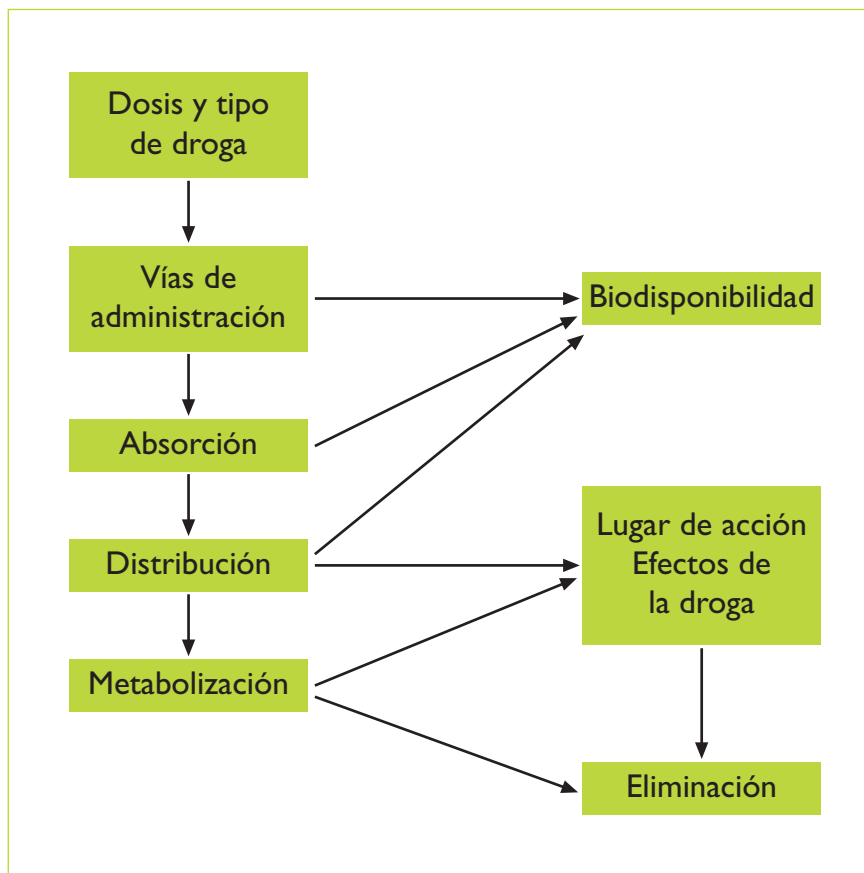 Dosis y tipo
de droga
Vías de
administración
Biodisponibilidad
Absorción
Distribución
Lugar de acción
Efectos de
la droga
Metabolización
Eliminación